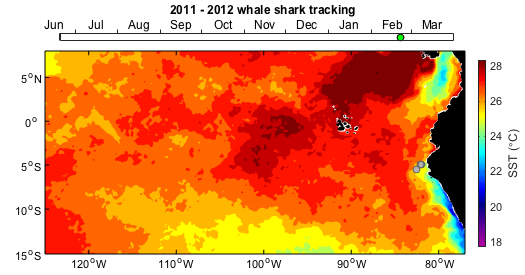 2011 - 2012 whale shark tracking
Jun Jul Aug Sep Oct Nov Dec Jan Feb Mar
5°N
0°
5°S
10°S
15°S
120°W 110°W 100°W 90°W 80°W
28
26
24
22
20
18
SST (°C)